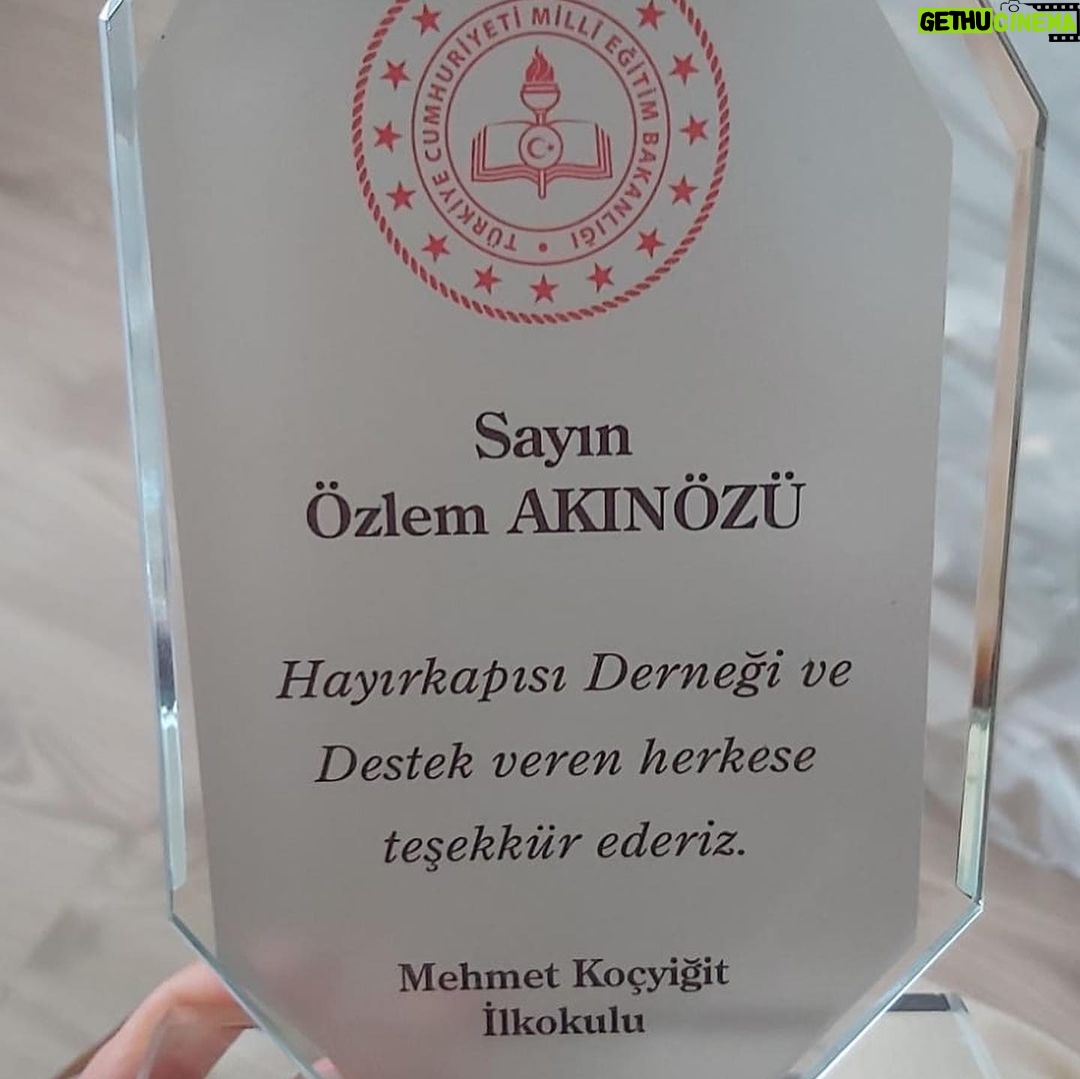 GETHUCINEMA
TÜRKİYE CUMHURİYETİ MİLLİ EĞİTİM BAKANLIĞI
Sayın
Özlem AKINÖZÜ
Hayırkapısı Derneği ve
Destek veren herkese
teşekkür ederiz.
Mehmet Koçyiğit
İlkokulu